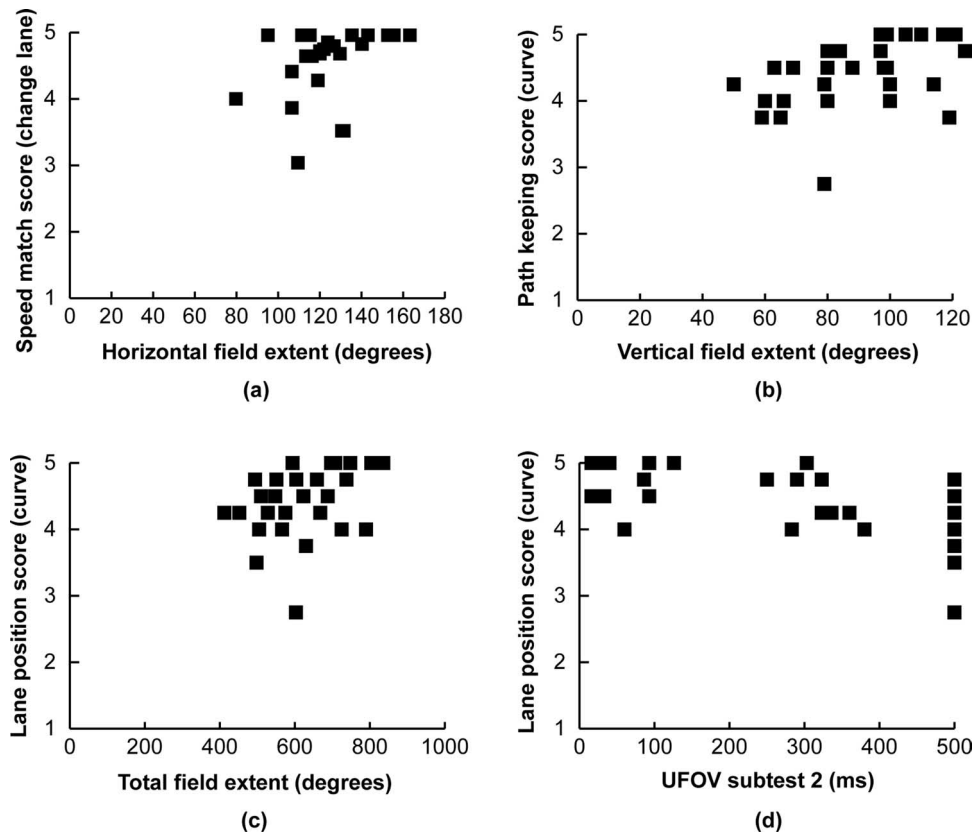 Speed match score (change lane)
5
4
3
2
1
0 20 40 60 80 100 120 140 160 180
Horizontal field extent (degrees)
(a)
Path keeping score (curve)
5
4
3
2
1
0 20 40 60 80 100 120
Vertical field extent (degrees)
(b)
Lane position score (curve)
5
4
3
2
1
0 200 400 600 800 1000
Total field extent (degrees)
(c)
Lane position score (curve)
5
4
3
2
1
0 100 200 300 400 500
UFOV subtest 2 (ms)
(d)